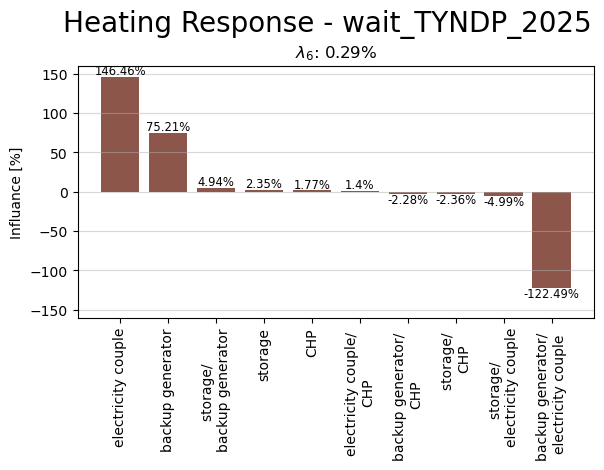 Heating Response - wait_TYNDP_2025
λ6: 0.29%
Influance [%]
150
100
50
0
−50
−100
−150
146.46%
75.21%
4.94%
2.35%
1.77%
1.4%
-2.28%
-2.36%
-4.99%
-122.49%
electricity couple
backup generator
storage/
backup generator
storage
CHP
electricity couple/
CHP
backup generator/
CHP
storage/
CHP
storage/
electricity couple
backup generator/
electricity couple